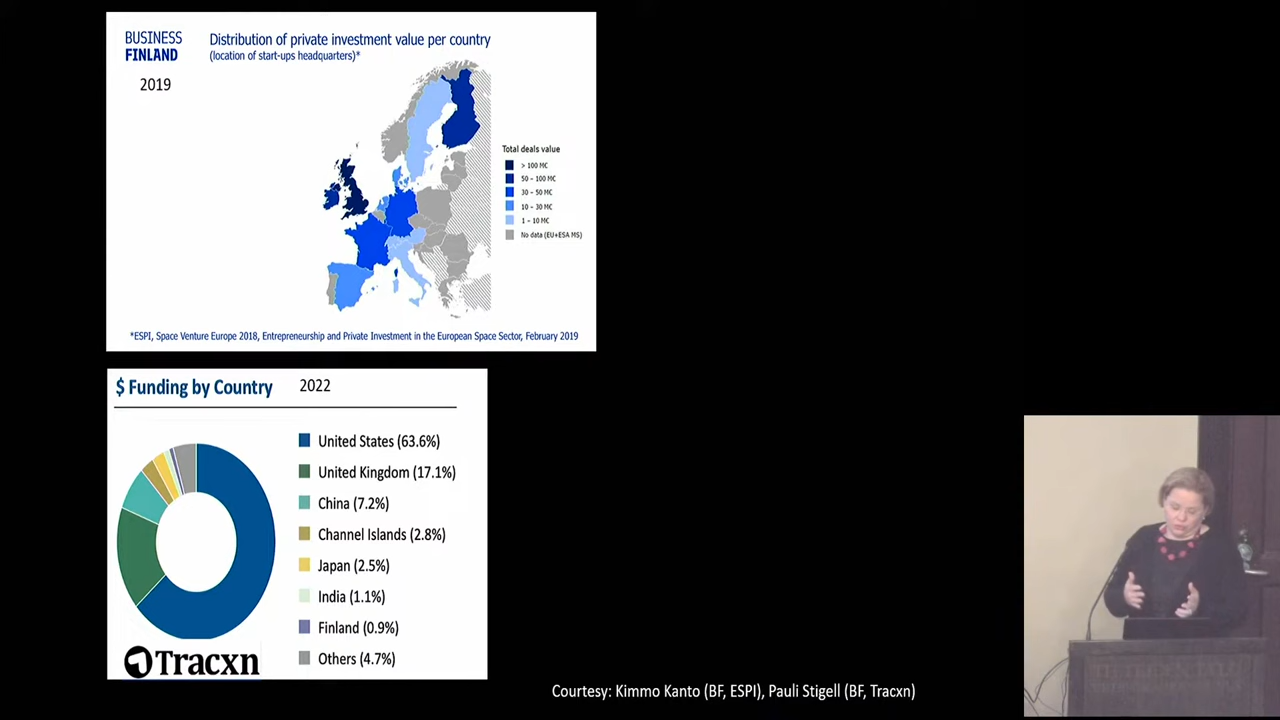 BUSINESS
FINLAND
2019
Distribution of private investment value per country
(location of start-ups headquarters)*
Total deals value
> 100 M€
50 – 100 M€
30 – 50 M€
10 – 30 M€
1 – 10 M€
No data (EU+ESA MS)
*ESPI, Space Venture Europe 2018, Entrepreneurship and Private Investment in the European Space Sector, February 2019
$ Funding by Country
2022
United States (63.6%)
United Kingdom (17.1%)
China (7.2%)
Channel Islands (2.8%)
Japan (2.5%)
India (1.1%)
Finland (0.9%)
Others (4.7%)
Tracxn
Courtesy: Kimmo Kanto (BF, ESPI), Pauli Stigell (BF, Tracxn)